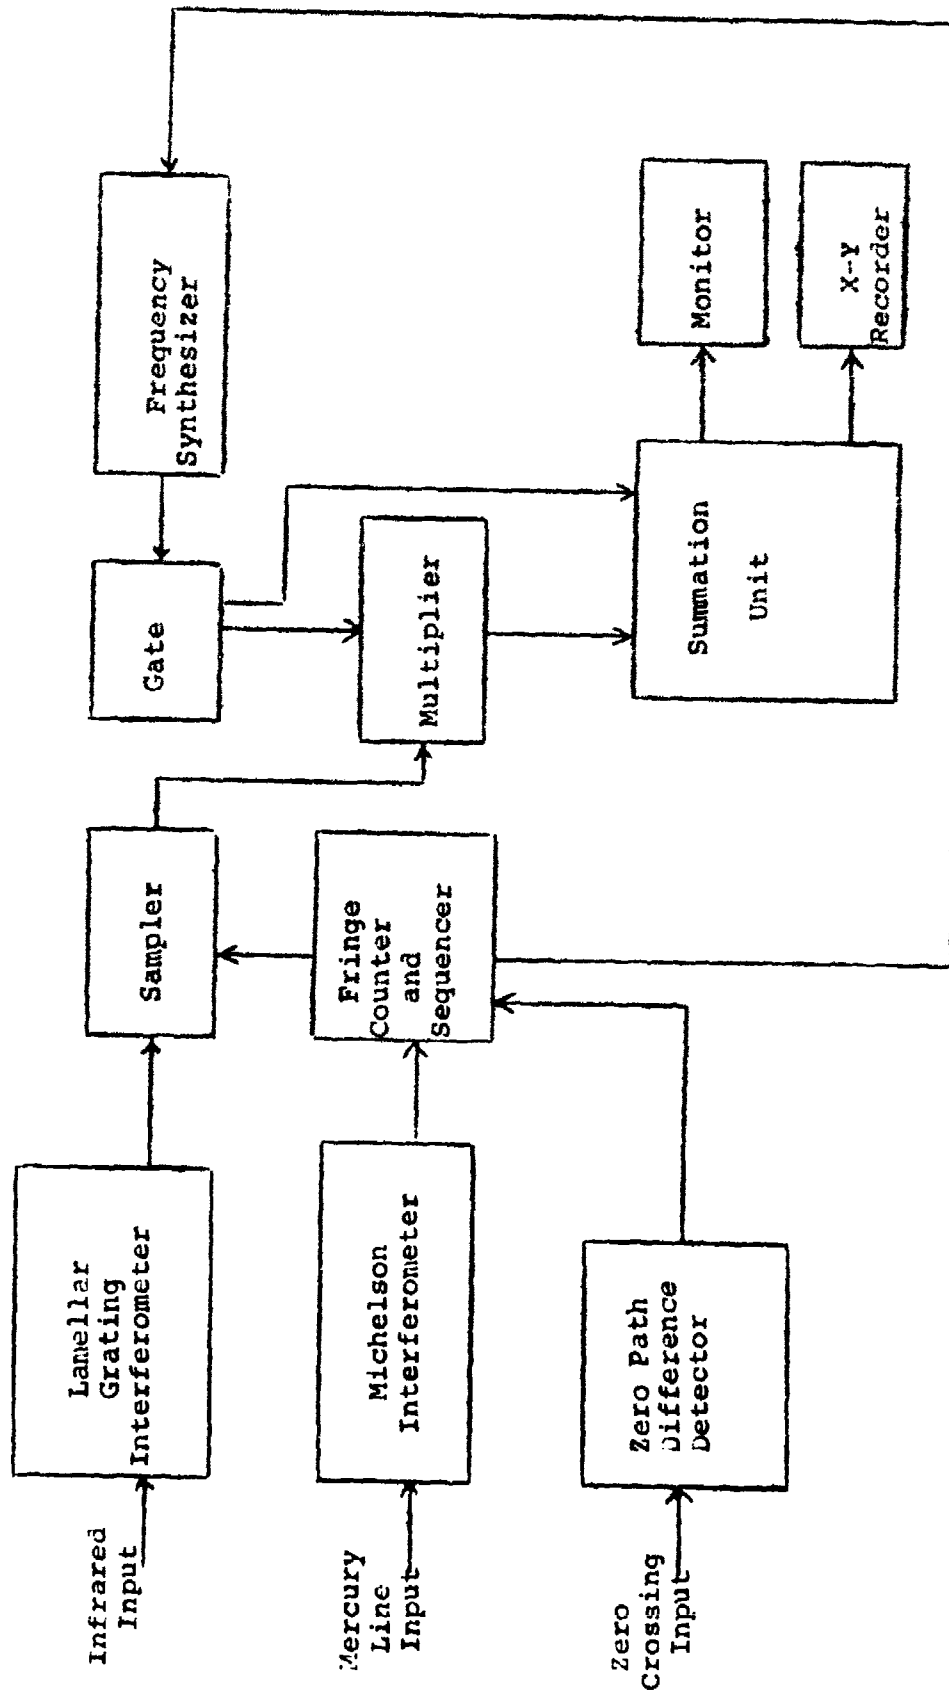 Infrared
Input
Lamellar
Grating
Interferometer
Sampler
Gate
Frequency
Synthesizer
Mercury
Line
Input
Michelson
Interferometer
Fringe
Counter
and
Sequencer
Multiplier
Zero
Crossing
Input
Zero Path
Difference
Detector
Summation
Unit
Monitor
X-Y
Recorder